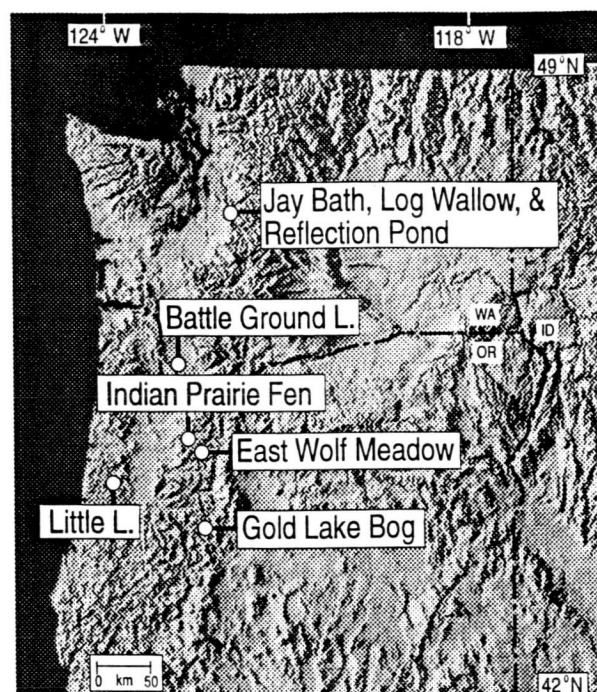 124° W
118° W
49°N
Jay Bath, Log Wallow, &
Reflection Pond
Battle Ground L.
WA
ID
OR
Indian Prairie Fen
East Wolf Meadow
Little L.
Gold Lake Bog
0 km 50
42°N